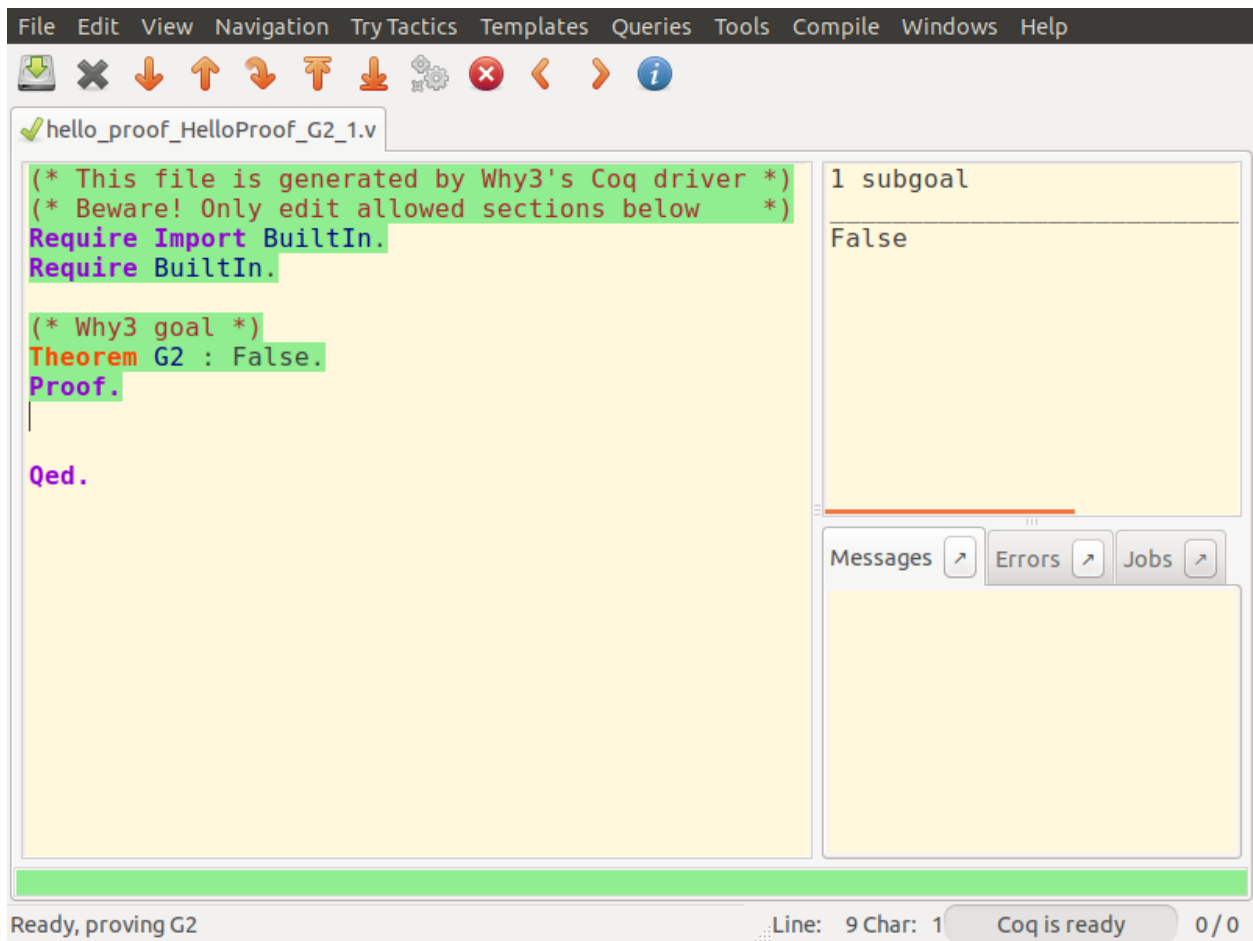 File Edit View Navigation Try Tactics Templates Queries Tools Compile Windows Help
hello_proof_HelloProof_G2_1.v
(* This file is generated by Why3's Coq driver *)
(* Beware! Only edit allowed sections below    *)
Require Import BuiltIn.
Require BuiltIn.
(* Why3 goal *)
Theorem G2 : False.
Proof.
Qed.
1 subgoal
False
Messages Errors Jobs
Ready, proving G2 Line: 9 Char: 1 Coq is ready 0 / 0